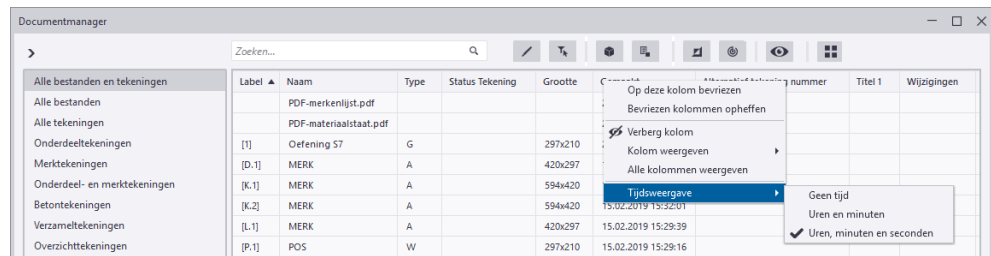 Documentmanager
Zoeken...
Alle bestanden en tekeningen
Alle bestanden
Alle tekeningen
Onderdeeltekeningen
Merktekeningen
Onderdeel- en merktekeningen
Betontekeningen
Verzameltekeningen
Overzichttekeningen
Label Naam Type Status Tekening Grootte nummer Titel 1 Wijzigingen
PDF-merkenlijst.pdf
PDF-materiaalstaat.pdf
[1] Oefening S7 G 297x210
[D.1] MERK A 420x297
[K.1] MERK A 594x420
[K.2] MERK A 594x420 15.02.2019 15:32:01
[L.1] MERK A 420x297 15.02.2019 15:29:39
[P.1] POS W 297x210 15.02.2019 15:29:16
Op deze kolom bevriezen
Bevriezen kolommen opheffen
Verberg kolom
Kolom weergeven
Alle kolommen weergeven
Tijdsweergave
Geen tijd
Uren en minuten
Uren, minuten en seconden